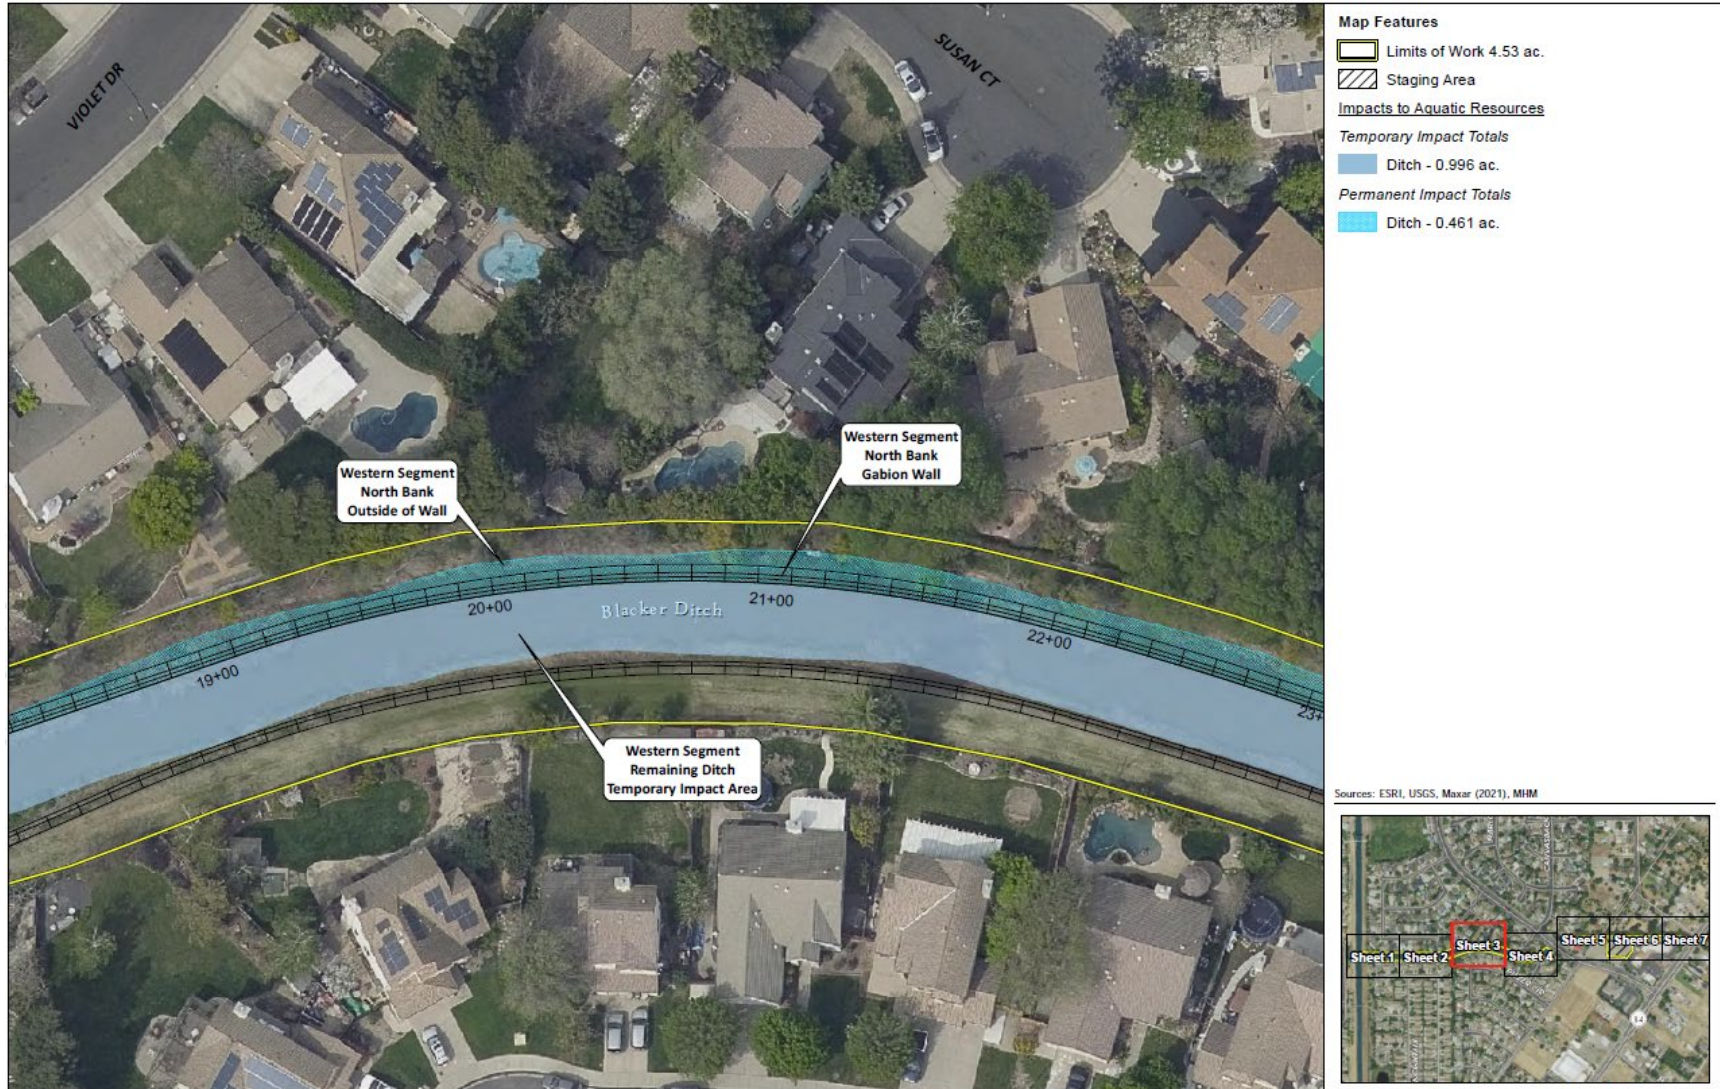 VIOLET DR
SUSAN CT
Western Segment
North Bank
Outside of Wall
Western Segment
North Bank
Gabion Wall
19+00
20+00
Blacker Ditch
21+00
22+00
23+
Western Segment
Remaining Ditch
Temporary Impact Area
Map Features
Limits of Work 4.53 ac.
Staging Area
Impacts to Aquatic Resources
Temporary Impact Totals
Ditch - 0.996 ac.
Permanent Impact Totals
Ditch - 0.461 ac.
Sources: ESRI, USGS, Maxar (2021), MHM
Sheet 1
Sheet 2
Sheet 3
Sheet 4
Sheet 5
Sheet 6
Sheet 7